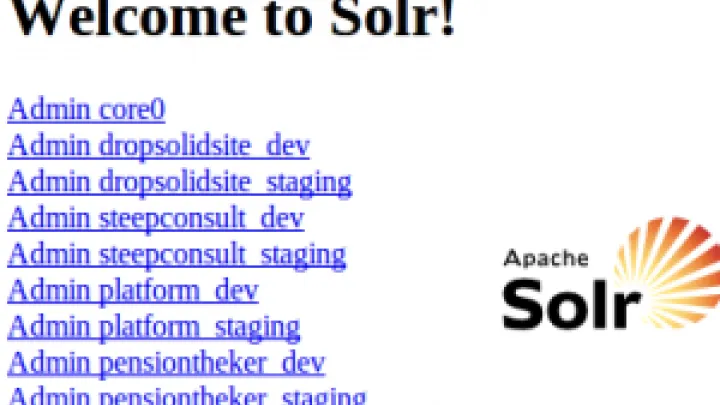 Welcome to Solr!
Admin core0
Admin dropsolidsite_dev
Admin dropsolidsite_staging
Admin steepconsult_dev
Admin steepconsult_staging
Admin platform_dev
Admin platform_staging
Admin pensiontheker_dev
Admin pensiontheker_staging
Apache
Solr